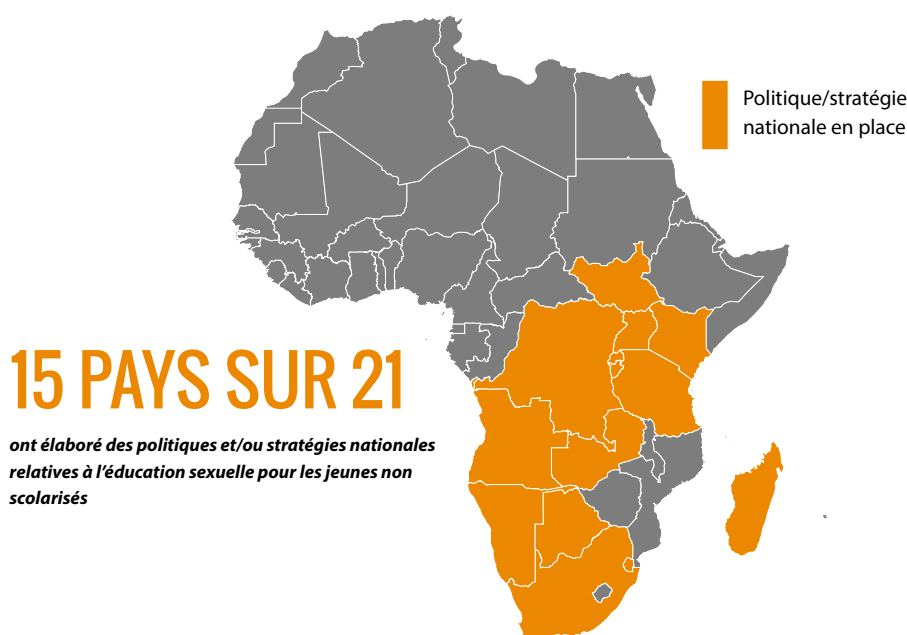 Politique/stratégie
nationale en place
15 PAYS SUR 21
ont élaboré des politiques et/ou stratégies nationales
relatives à l’éducation sexuelle pour les jeunes non
scolarisés